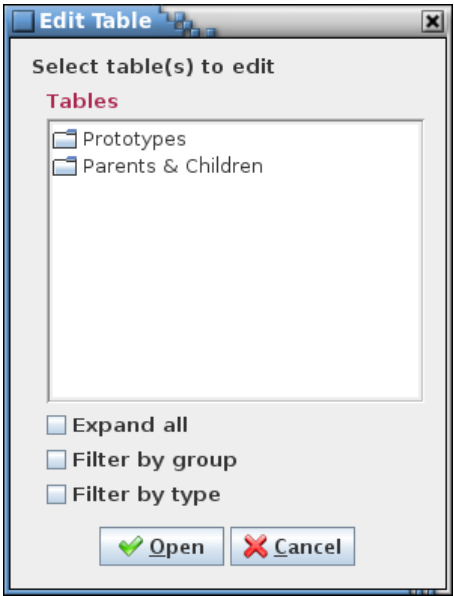 Edit Table
Select table(s) to edit
Tables
Prototypes
Parents & Children
Expand all
Filter by group
Filter by type
Open Cancel